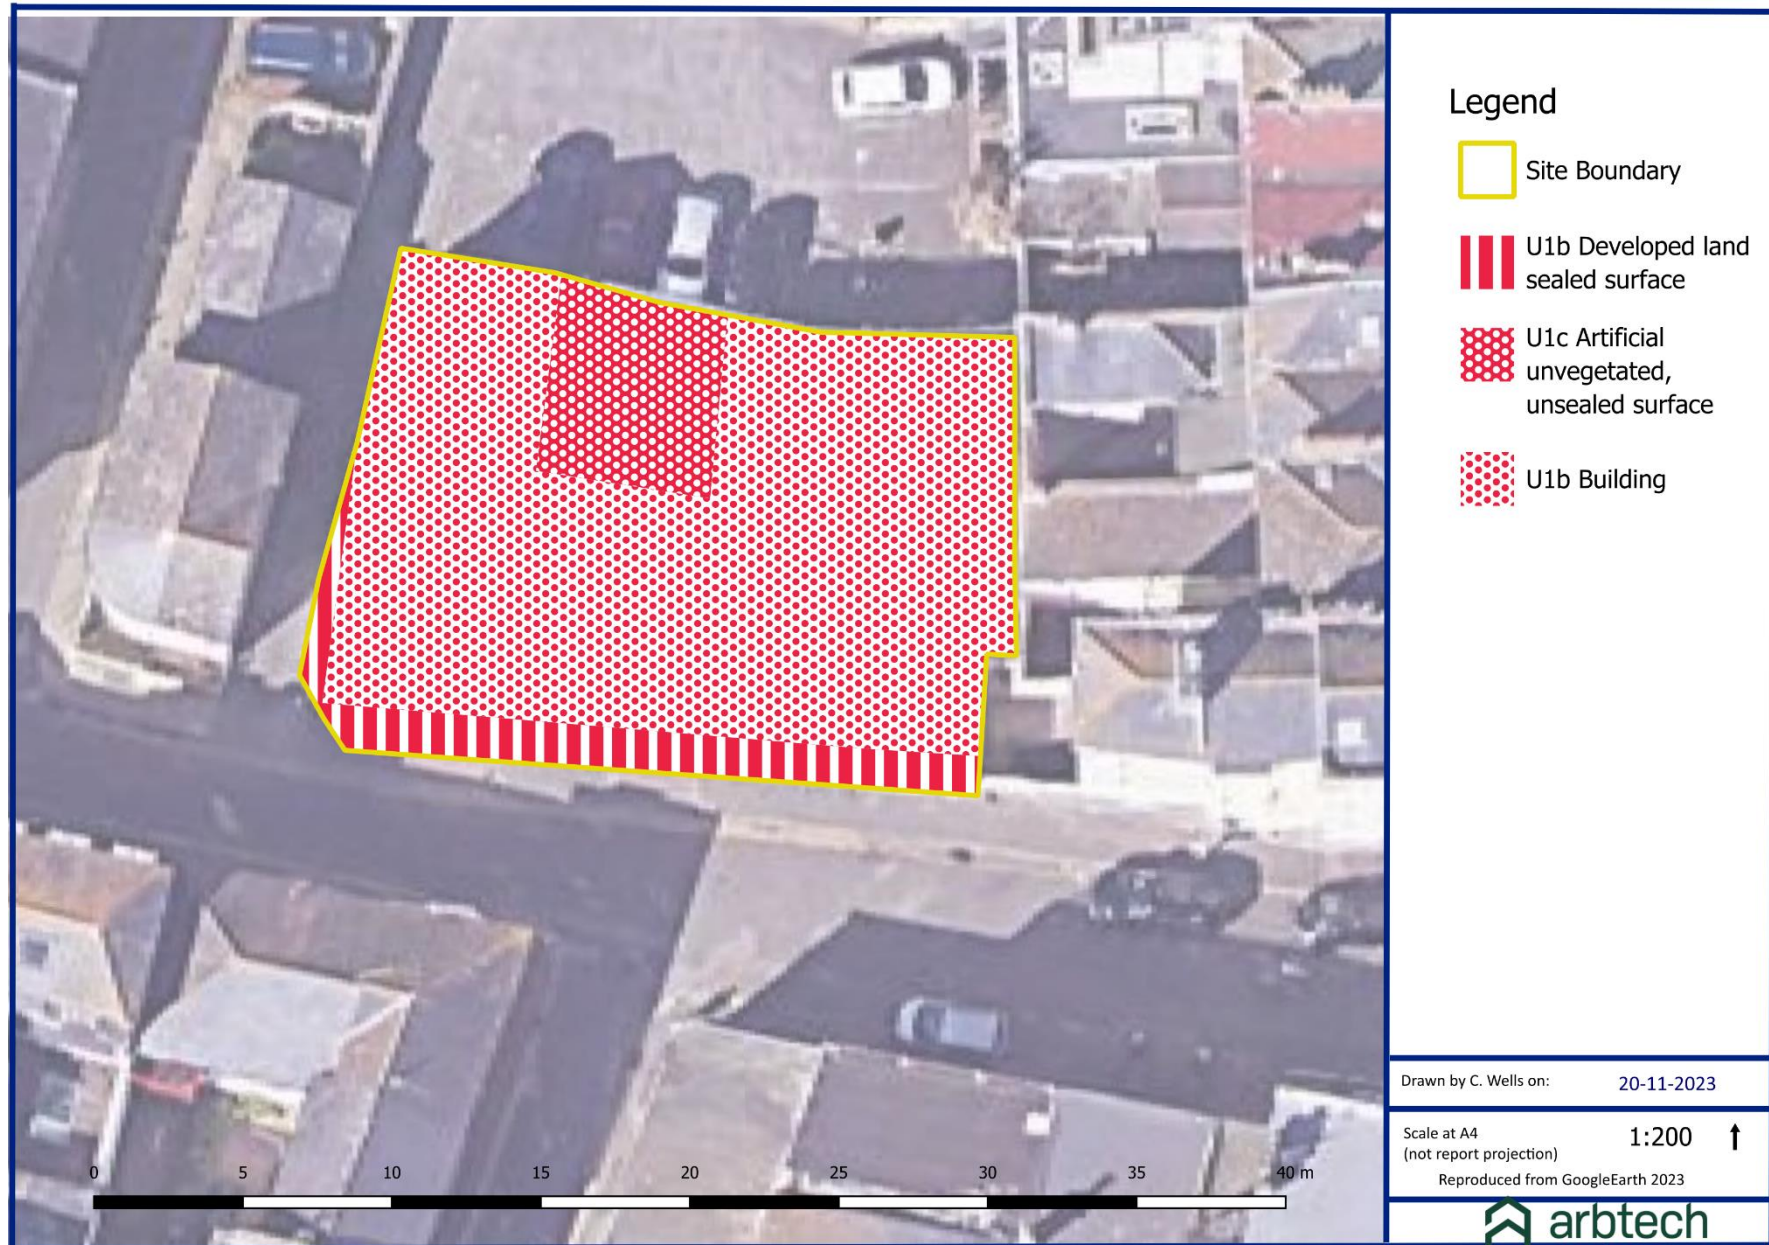 Legend
Site Boundary
U1b Developed land
sealed surface
U1c Artificial
unvegetated,
unsealed surface
U1b Building
0 5 10 15 20 25 30 35 40 m
Drawn by C. Wells on: 20-11-2023
Scale at A4 1:200
(not report projection)
Reproduced from GoogleEarth 2023
arbtech